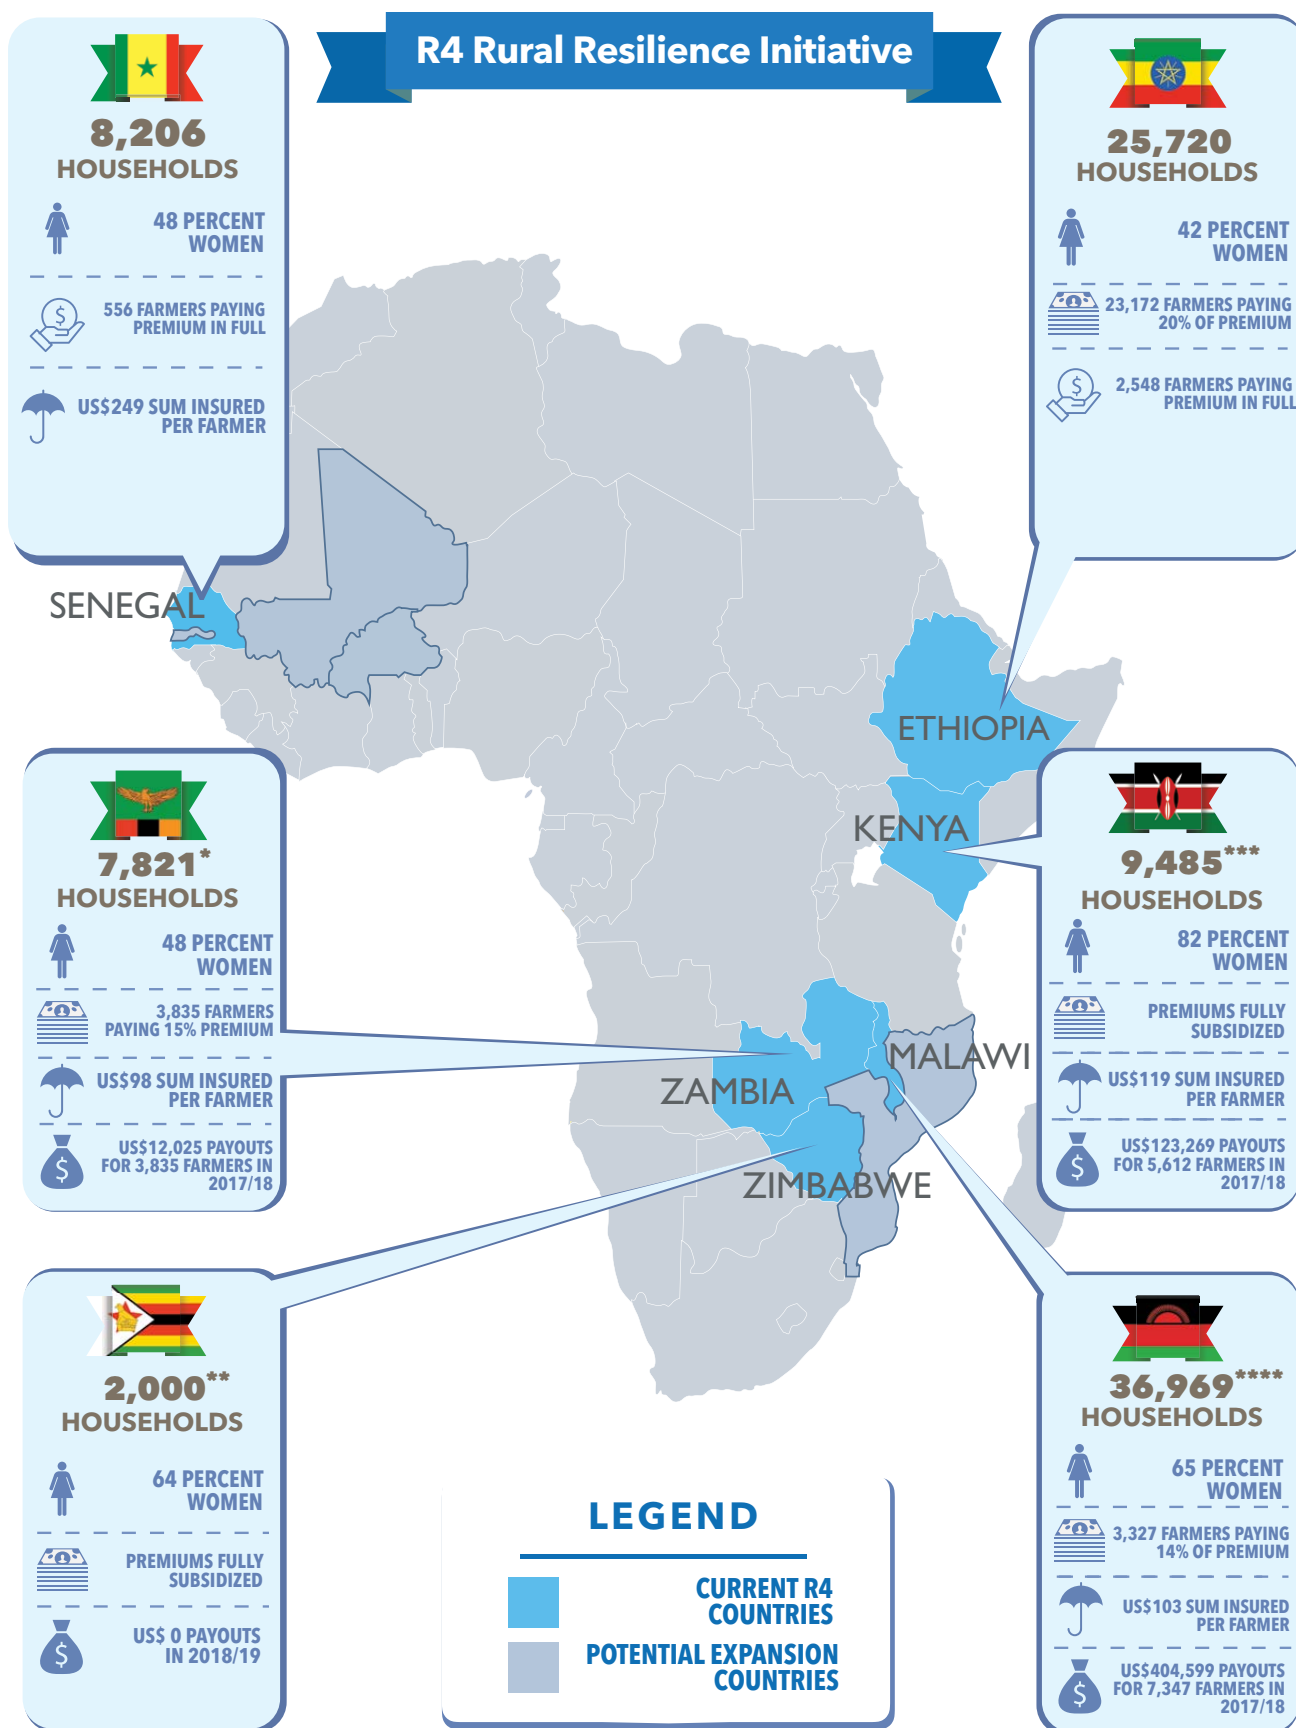 R4 Rural Resilience Initiative
8,206
HOUSEHOLDS
48 PERCENT
WOMEN
556 FARMERS PAYING
PREMIUM IN FULL
US$249 SUM INSURED
PER FARMER
25,720
HOUSEHOLDS
42 PERCENT
WOMEN
23,172 FARMERS PAYING
20% OF PREMIUM
2,548 FARMERS PAYING
PREMIUM IN FULL
SENEGAL
ETHIOPIA
KENYA
MALAWI
ZAMBIA
ZIMBABWE
7,821*
HOUSEHOLDS
48 PERCENT
WOMEN
3,835 FARMERS
PAYING 15% PREMIUM
US$98 SUM INSURED
PER FARMER
US$12,025 PAYOUTS
FOR 3,835 FARMERS IN
2017/18
9,485***
HOUSEHOLDS
82 PERCENT
WOMEN
PREMIUMS FULLY
SUBSIDIZED
US$119 SUM INSURED
PER FARMER
US$123,269 PAYOUTS
FOR 5,612 FARMERS IN
2017/18
2,000**
HOUSEHOLDS
64 PERCENT
WOMEN
PREMIUMS FULLY
SUBSIDIZED
US$ 0 PAYOUTS
IN 2018/19
36,969****
HOUSEHOLDS
65 PERCENT
WOMEN
3,327 FARMERS PAYING
14% OF PREMIUM
US$103 SUM INSURED
PER FARMER
US$404,599 PAYOUTS
FOR 7,347 FARMERS IN
2017/18
LEGEND
CURRENT R4
COUNTRIES
POTENTIAL EXPANSION
COUNTRIES